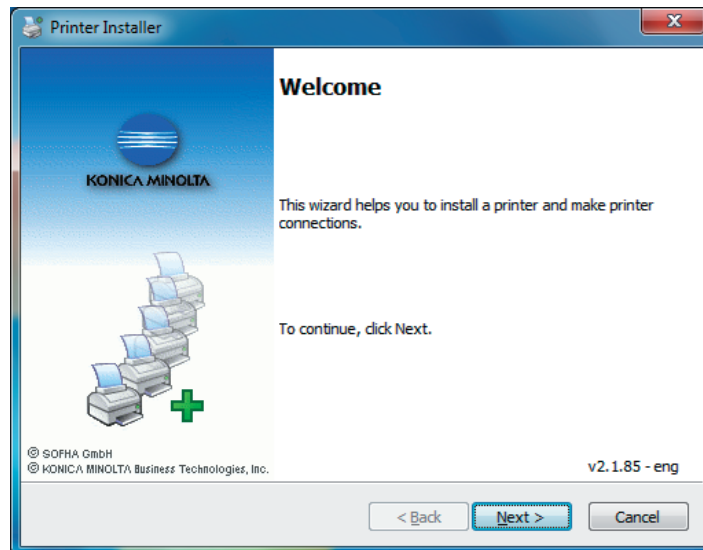 Printer Installer
Welcome
KONICA MINOLTA
This wizard helps you to install a printer and make printer
connections.
To continue, click Next.
© SOFHA GmbH
© KONICA MINOLTA Business Technologies, Inc.
v2.1.85 - eng
< Back
Next >
Cancel